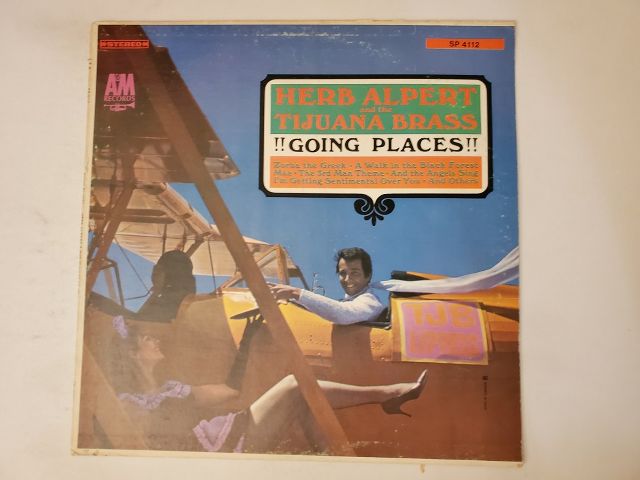 STEREO
SP 4112
A&M
RECORDS
HERB ALPERT
and the
TIJUANA BRASS
!!GOING PLACES!!
Zorba the Greek • A Walk in the Black Forest
Mae • The 3rd Man Theme • And the Angels Sing
I'm Getting Sentimental Over You • And Others
TJB